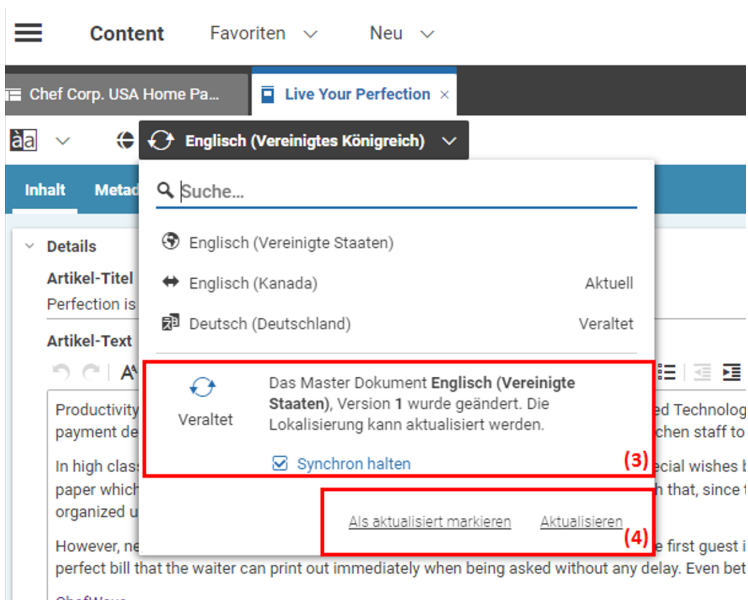 Content Favoriten Neu
Chef Corp. USA Home Pa... Live Your Perfection ×
àa Englisch (Vereinigtes Königreich)
Inhalt Metad
Suche...
Englisch (Vereinigte Staaten)
Details
Englisch (Kanada) Aktuell
Artikel-Titel
Perfection is
Deutsch (Deutschland) Veraltet
Artikel-Text
Das Master Dokument Englisch (Vereinigte
Staaten), Version 1 wurde geändert. Die
Lokalisierung kann aktualisiert werden.
Veraltet
Synchron halten
(3)
Als aktualisiert markieren Aktualisieren
(4)
Productivity ed Technolog
payment de chen staff to
In high class ecial wishes b
paper which h that, since t
organized u
However, ne e first guest i
perfect bill that the waiter can print out immediately when being asked without any delay. Even bet